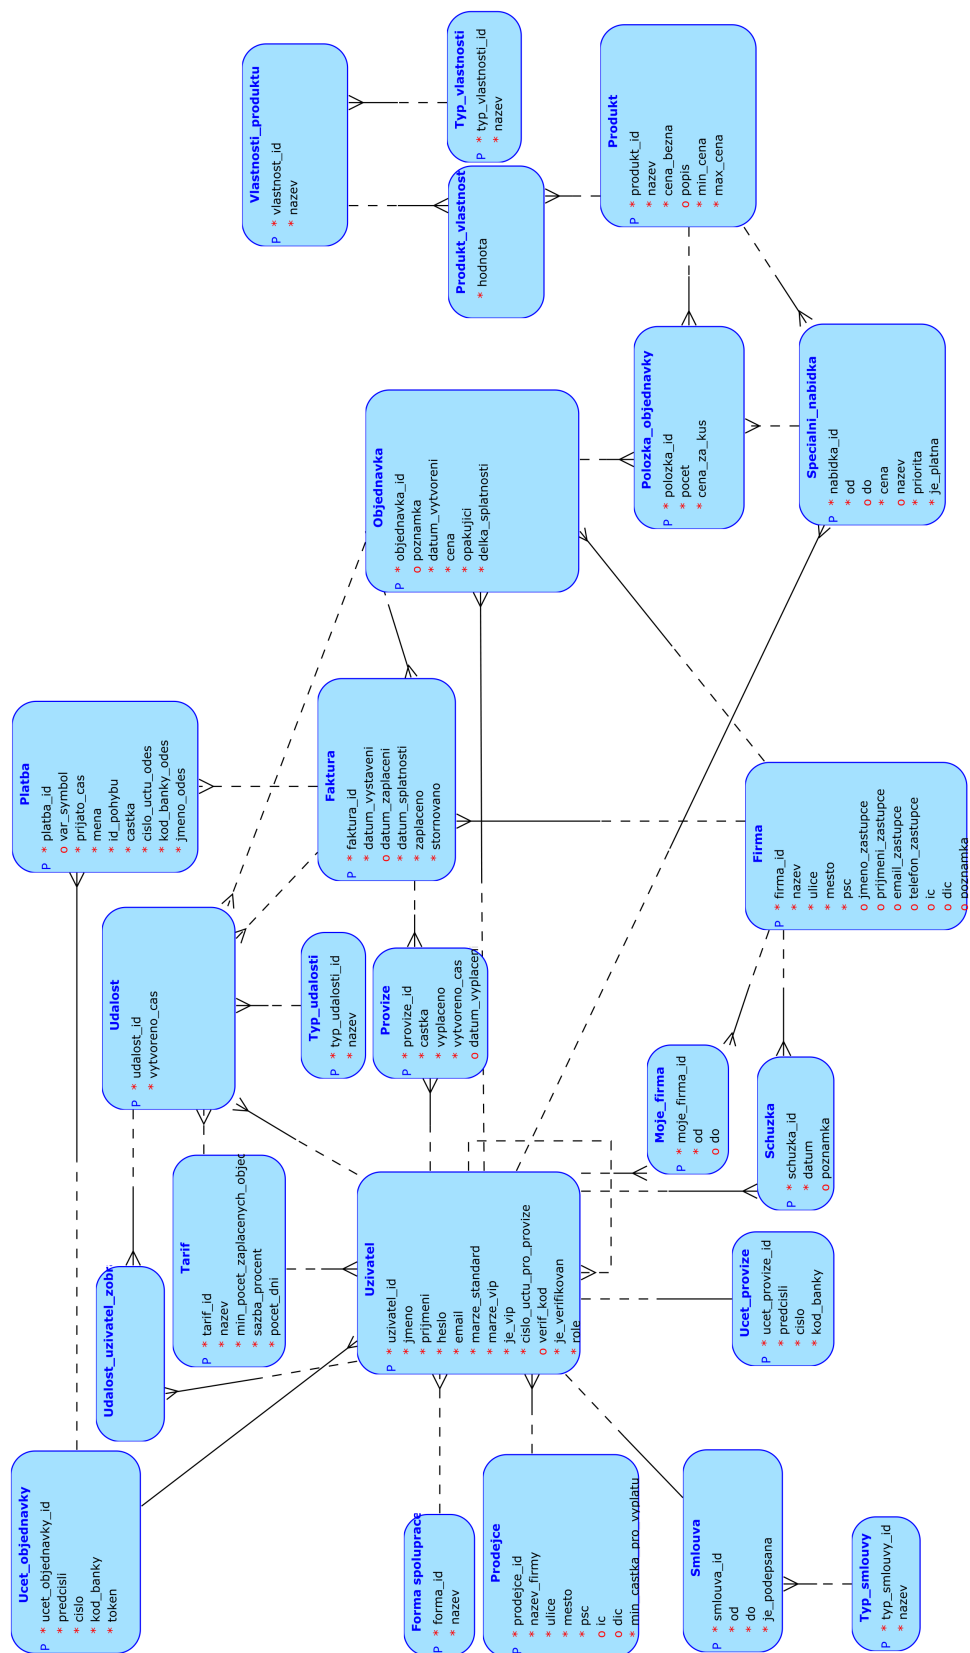 Ucet_objednavky
P * ucet_objednavky_id
* predcisli
* cislo
* kod_banky
* token
Platba
P * platba_id
o var_symbol
* prijato_cas
* mena
* id_pohybu
* castka
* cislo_uctu_odes
* kod_banky_odes
* jmeno_odes
Udalost_uzivatel_zobr
Udalost
P * udalost_id
* vytvoreno_cas
Tarif
P * tarif_id
* nazev
* min_pocet_zaplacenych_objec
* sazba_procent
* pocet_dni
Vlastnosti_produktu
P * vlastnost_id
* nazev
Typ_udalosti
P * typ_udalosti_id
* nazev
Faktura
P * faktura_id
* datum_vystaveni
o datum_zaplaceni
* datum_splatnosti
* zaplaceno
* stornovano
Uzivatel
P * uzivatel_id
* jmeno
* prijmeni
* heslo
* email
* marze_standard
* marze_vip
* je_vip
* cislo_uctu_pro_provize
o verif_kod
* je_verifikovan
* role
Provize
P * provize_id
* castka
* vyplaceno
* vytvoreno_cas
o datum_vyplaceni
Objednavka
P * objednavka_id
o poznamka
* datum_vytvoreni
* cena
* opakujici
* delka_splatnosti
Forma spoluprace
P * forma_id
* nazev
Produkt_vlastnost
* hodnota
Typ_vlastnosti
P * typ_vlastnosti_id
* nazev
Prodejce
P * prodejce_id
* nazev_firmy
* ulice
* mesto
* psc
o ic
o dic
* min_castka_pro_vyplatu
Produkt
P * produkt_id
* nazev
* cena_bezna
o popis
* min_cena
* max_cena
Polozka_objednavky
P * polozka_id
* pocet
* cena_za_kus
Moje_firma
P * moje_firma_id
* od
o do
Smlouva
P * smlouva_id
* od
* do
* je_podepsana
Ucet_provize
P * ucet_provize_id
* predcisli
* cislo
* kod_banky
Firma
P * firma_id
* nazev
* ulice
* mesto
* psc
o jmeno_zastupce
o prijmeni_zastupce
o email_zastupce
o telefon_zastupce
o ic
o dic
o poznamka
Schuzka
P * schuzka_id
* datum
o poznamka
Specialni_nabidka
P * nabidka_id
* od
o do
* cena
o nazev
* priorita
* je_platna
Typ_smlouvy
P * typ_smlouvy_id
* nazev